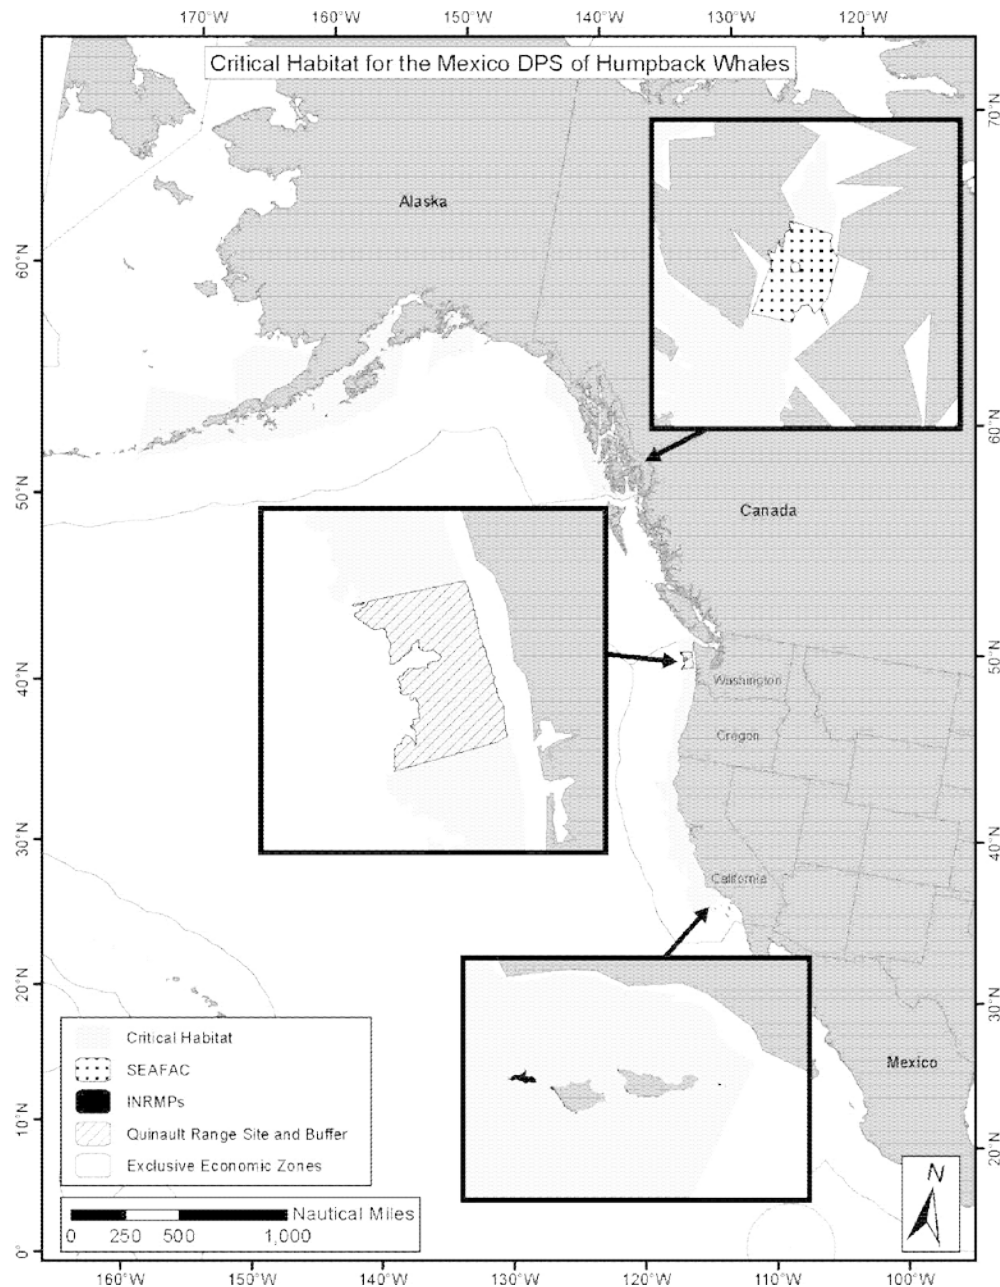 170°W 160°W 150°W 140°W 130°W 120°W
Critical Habitat for the Mexico DPS of Humpback Whales
70°N
Alaska
60°N
60°N
50°N
Canada
50°N
40°N
Washington
Oregon
30°N
40°N
California
20°N
30°N
Critical Habitat
SEAFAC
Mexico
INRMPs
10°N
Quinault Range Site and Buffer
20°N
Exclusive Economic Zones
N
Nautical Miles
0 250 500 1,000
0°
160°W 150°W 140°W 130°W 120°W 110°W 100°W